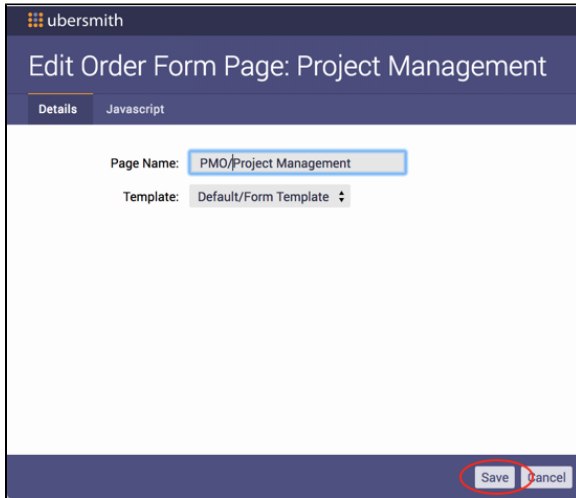 ubersmith
Edit Order Form Page: Project Management
Details Javascript
Page Name: PMO/Project Management
Template: Default/Form Template
Save Cancel